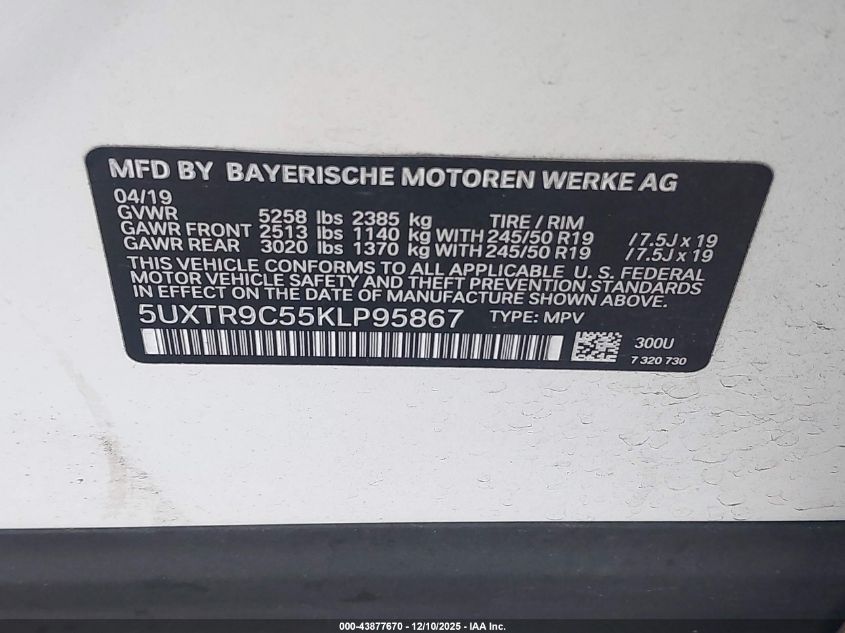 MFD BY BAYERISCHE MOTOREN WERKE AG
04/19
GVWR 5258 lbs 2385 kg TIRE / RIM
GAWR FRONT 2513 lbs 1140 kg WITH 245/50 R19 / 7.5J x 19
GAWR REAR 3020 lbs 1370 kg WITH 245/50 R19 / 7.5J x 19
THIS VEHICLE CONFORMS TO ALL APPLICABLE U. S. FEDERAL
MOTOR VEHICLE SAFETY AND THEFT PREVENTION STANDARDS
IN EFFECT ON THE DATE OF MANUFACTURE SHOWN ABOVE.
5UXTR9C55KLP95867 TYPE: MPV
300U
7 320 730
000-43877670 - 12/10/2025 - IAA Inc.